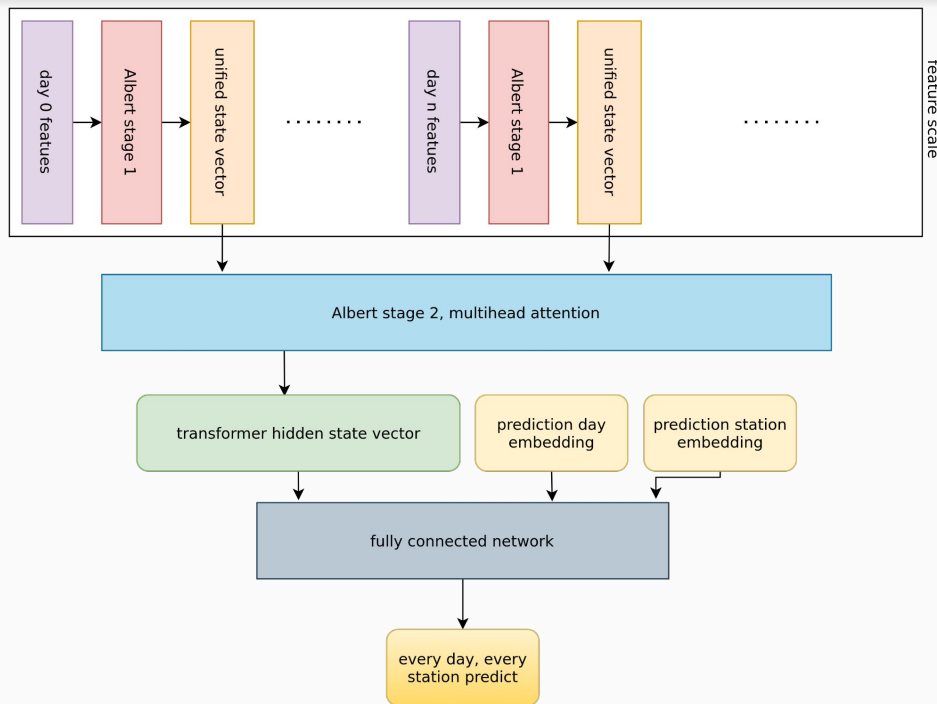 day 0 featues
Albert stage 1
unified state vector
........
day n featues
Albert stage 1
unified state vector
........
feature scale
Albert stage 2, multihead attention
transformer hidden state vector
prediction day
embedding
prediction station
embedding
fully connected network
every day, every
station predict